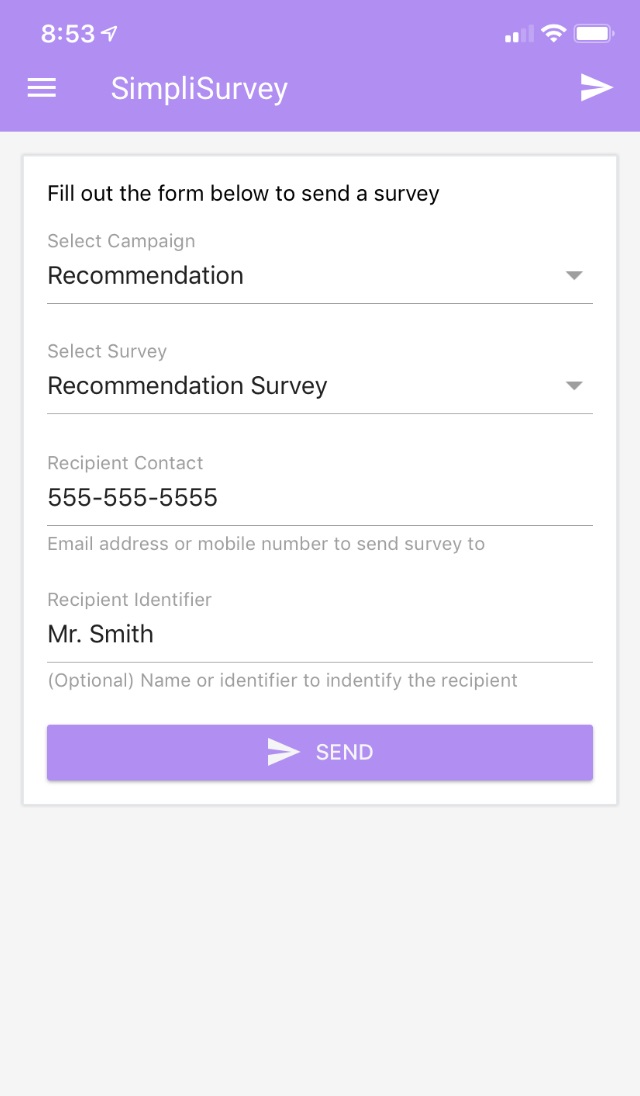 8:53
SimpliSurvey
Fill out the form below to send a survey
Select Campaign
Recommendation
Select Survey
Recommendation Survey
Recipient Contact
555-555-5555
Email address or mobile number to send survey to
Recipient Identifier
Mr. Smith
(Optional) Name or identifier to indentify the recipient
SEND